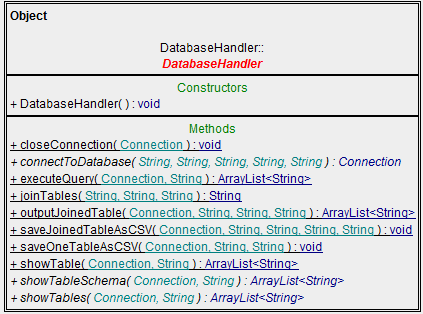 Object
DatabaseHandler::
DatabaseHandler
Constructors
+ DatabaseHandler( ) : void
Methods
+ closeConnection( Connection ) : void
+ connectToDatabase( String, String, String, String, String ) : Connection
+ executeQuery( Connection, String ) : ArrayList<String>
+ joinTables( String, String, String ) : String
+ outputJoinedTable( Connection, String, String, String ) : ArrayList<String>
+ saveJoinedTableAsCSV( Connection, String, String, String, String ) : void
+ saveOneTableAsCSV( Connection, String, String ) : void
+ showTable( Connection, String ) : ArrayList<String>
+ showTableSchema( Connection, String ) : ArrayList<String>
+ showTables( Connection, String ) : ArrayList<String>